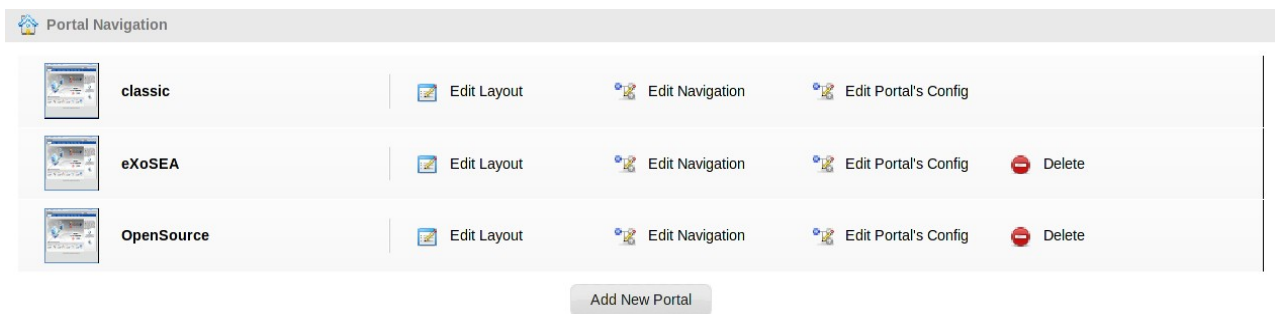 Portal Navigation
classic Edit Layout Edit Navigation Edit Portal's Config
eXoSEA Edit Layout Edit Navigation Edit Portal's Config Delete
OpenSource Edit Layout Edit Navigation Edit Portal's Config Delete
Add New Portal